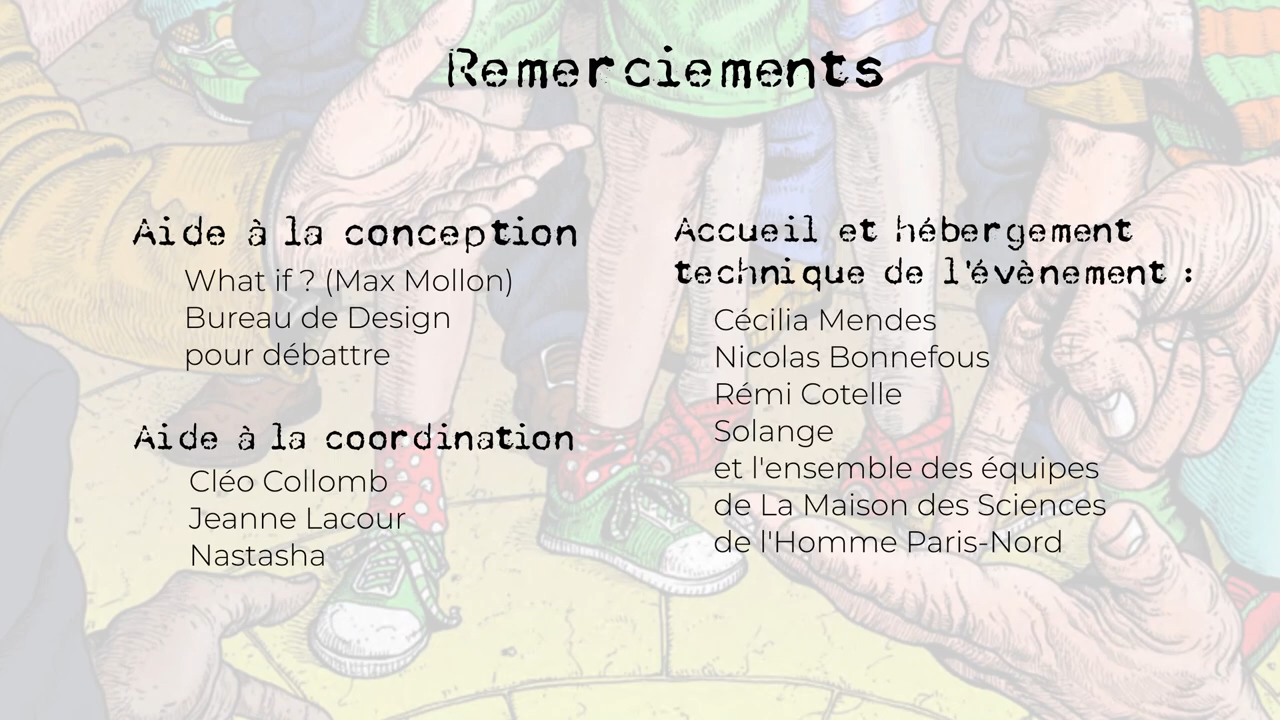 Remerciements
Aide à la conception
What if ? (Max Mollon)
Bureau de Design
pour débattre
Aide à la coordination
Cléo Collomb
Jeanne Lacour
Nastasha
Accueil et hébergement
technique de l'évènement :
Cécilia Mendes
Nicolas Bonnefous
Rémi Cotelle
Solange
et l'ensemble des équipes
de La Maison des Sciences
de l'Homme Paris-Nord